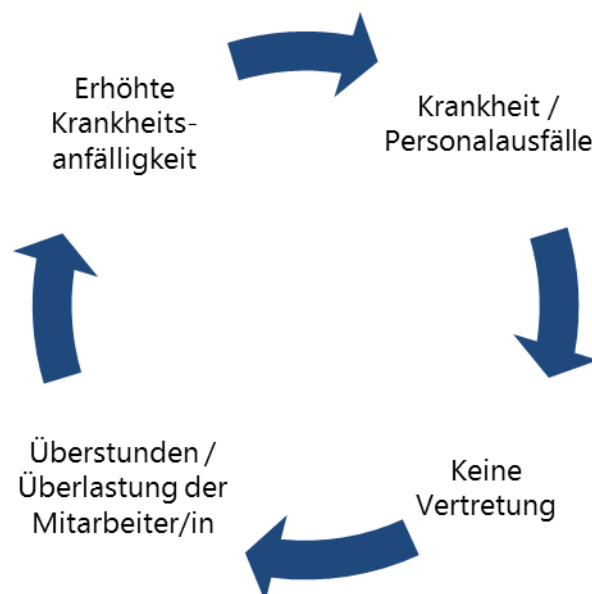 Erhöhte
Krankheits-
anfälligkeit
Krankheit /
Personalausfälle
Keine
Vertretung
Überstunden /
Überlastung der
Mitarbeiter/in